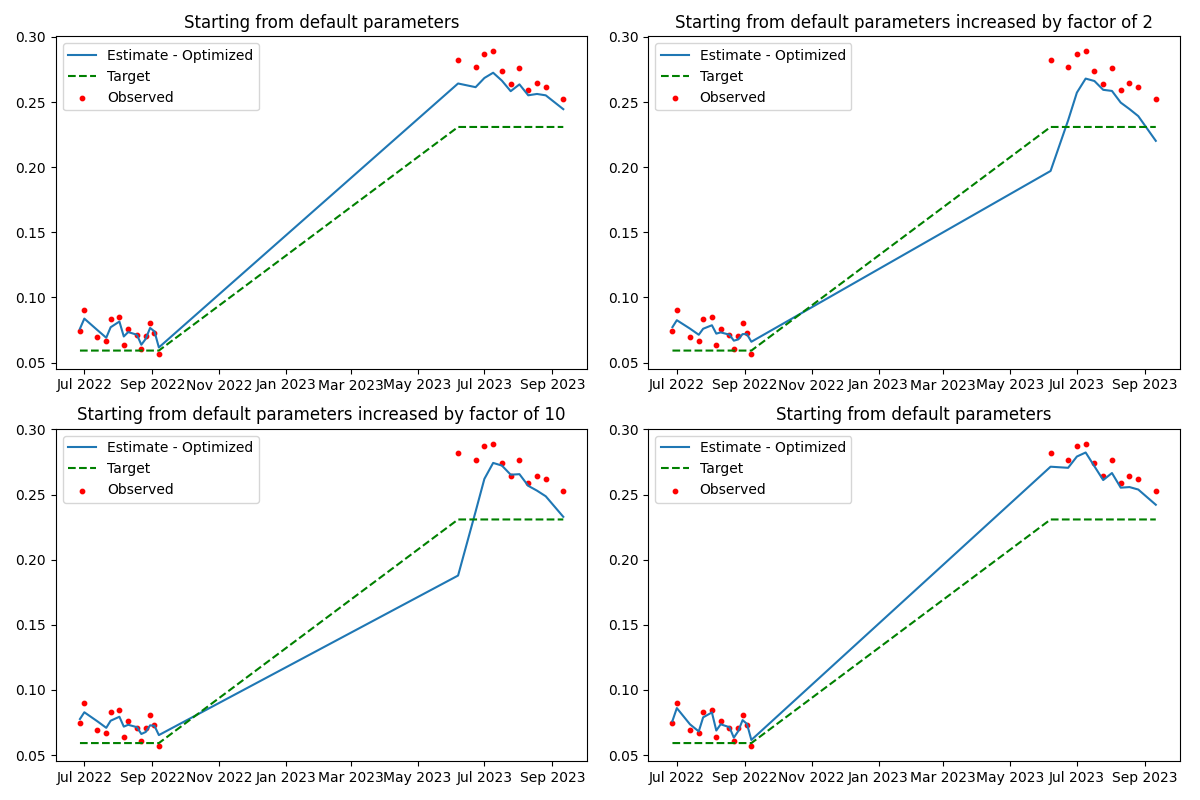 Starting from default parameters
0.30
0.25
0.20
0.15
0.10
0.05
Estimate - Optimized
Target
Observed
Jul 2022 Sep 2022 Nov 2022 Jan 2023 Mar 2023 May 2023 Jul 2023 Sep 2023
Starting from default parameters increased by factor of 2
0.30
0.25
0.20
0.15
0.10
0.05
Estimate - Optimized
Target
Observed
Jul 2022 Sep 2022 Nov 2022 Jan 2023 Mar 2023 May 2023 Jul 2023 Sep 2023
Starting from default parameters increased by factor of 10
0.30
0.25
0.20
0.15
0.10
0.05
Estimate - Optimized
Target
Observed
Jul 2022 Sep 2022 Nov 2022 Jan 2023 Mar 2023 May 2023 Jul 2023 Sep 2023
Starting from default parameters
0.30
0.25
0.20
0.15
0.10
0.05
Estimate - Optimized
Target
Observed
Jul 2022 Sep 2022 Nov 2022 Jan 2023 Mar 2023 May 2023 Jul 2023 Sep 2023